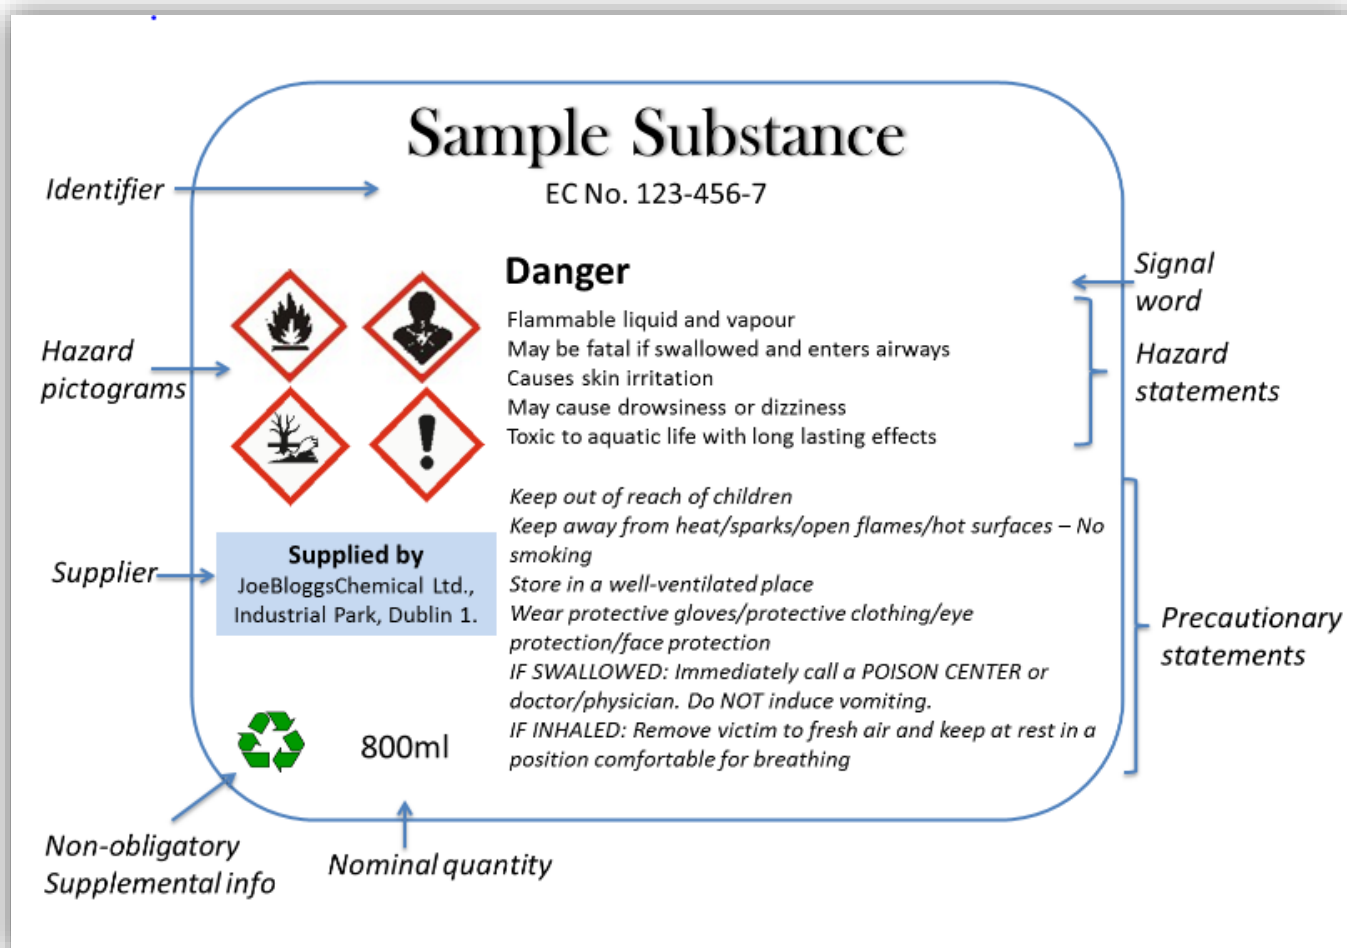 Sample Substance
EC No. 123-456-7
Identifier
Danger
Signal
word
Flammable liquid and vapour
May be fatal if swallowed and enters airways
Causes skin irritation
May cause drowsiness or dizziness
Toxic to aquatic life with long lasting effects
Hazard
statements
Hazard
pictograms
Keep out of reach of children
Keep away from heat/sparks/open flames/hot surfaces – No
smoking
Store in a well-ventilated place
Wear protective gloves/protective clothing/eye
protection/face protection
IF SWALLOWED: Immediately call a POISON CENTER or
doctor/physician. Do NOT induce vomiting.
IF INHALED: Remove victim to fresh air and keep at rest in a
position comfortable for breathing
Precautionary
statements
Supplier
Supplied by
JoeBloggsChemical Ltd.,
Industrial Park, Dublin 1.
800ml
Non-obligatory
Supplemental info
Nominal quantity